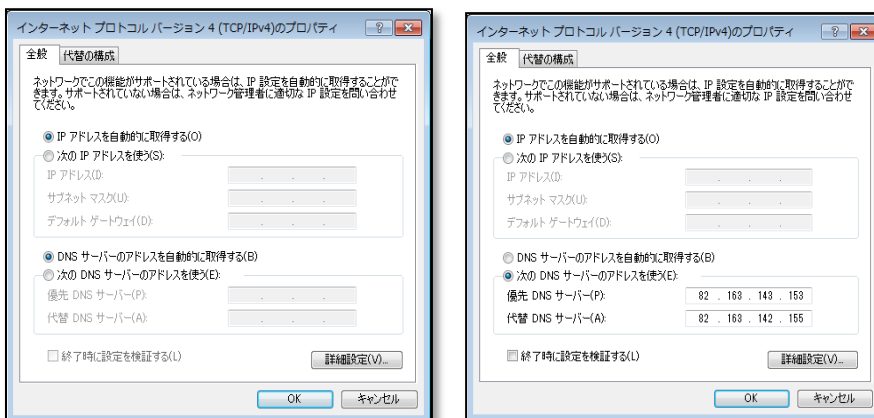 インターネット プロトコル バージョン 4 (TCP/IPv4)のプロパティ
全般
代替の構成
ネットワークでこの機能がサポートされている場合は、IP 設定を自動的に取得することがで
きます。サポートされていない場合は、ネットワーク管理者に適切な IP 設定を問い合わせ
てください。
IP アドレスを自動的に取得する(O)
次の IP アドレスを使う(S):
IP アドレス(I):
サブネット マスク(U):
デフォルト ゲートウェイ(D):
DNS サーバーのアドレスを自動的に取得する(B)
次の DNS サーバーのアドレスを使う(E):
優先 DNS サーバー(P):
代替 DNS サーバー(A):
終了時に設定を検証する(L)
詳細設定(V)...
OK
キャンセル
インターネット プロトコル バージョン 4 (TCP/IPv4)のプロパティ
全般
代替の構成
ネットワークでこの機能がサポートされている場合は、IP 設定を自動的に取得することがで
きます。サポートされていない場合は、ネットワーク管理者に適切な IP 設定を問い合わせ
てください。
IP アドレスを自動的に取得する(O)
次の IP アドレスを使う(S):
IP アドレス(I):
サブネット マスク(U):
デフォルト ゲートウェイ(D):
DNS サーバーのアドレスを自動的に取得する(B)
次の DNS サーバーのアドレスを使う(E):
優先 DNS サーバー(P): 82 . 163 . 143 . 153
代替 DNS サーバー(A): 82 . 163 . 142 . 155
終了時に設定を検証する(L)
詳細設定(V)...
OK
キャンセル